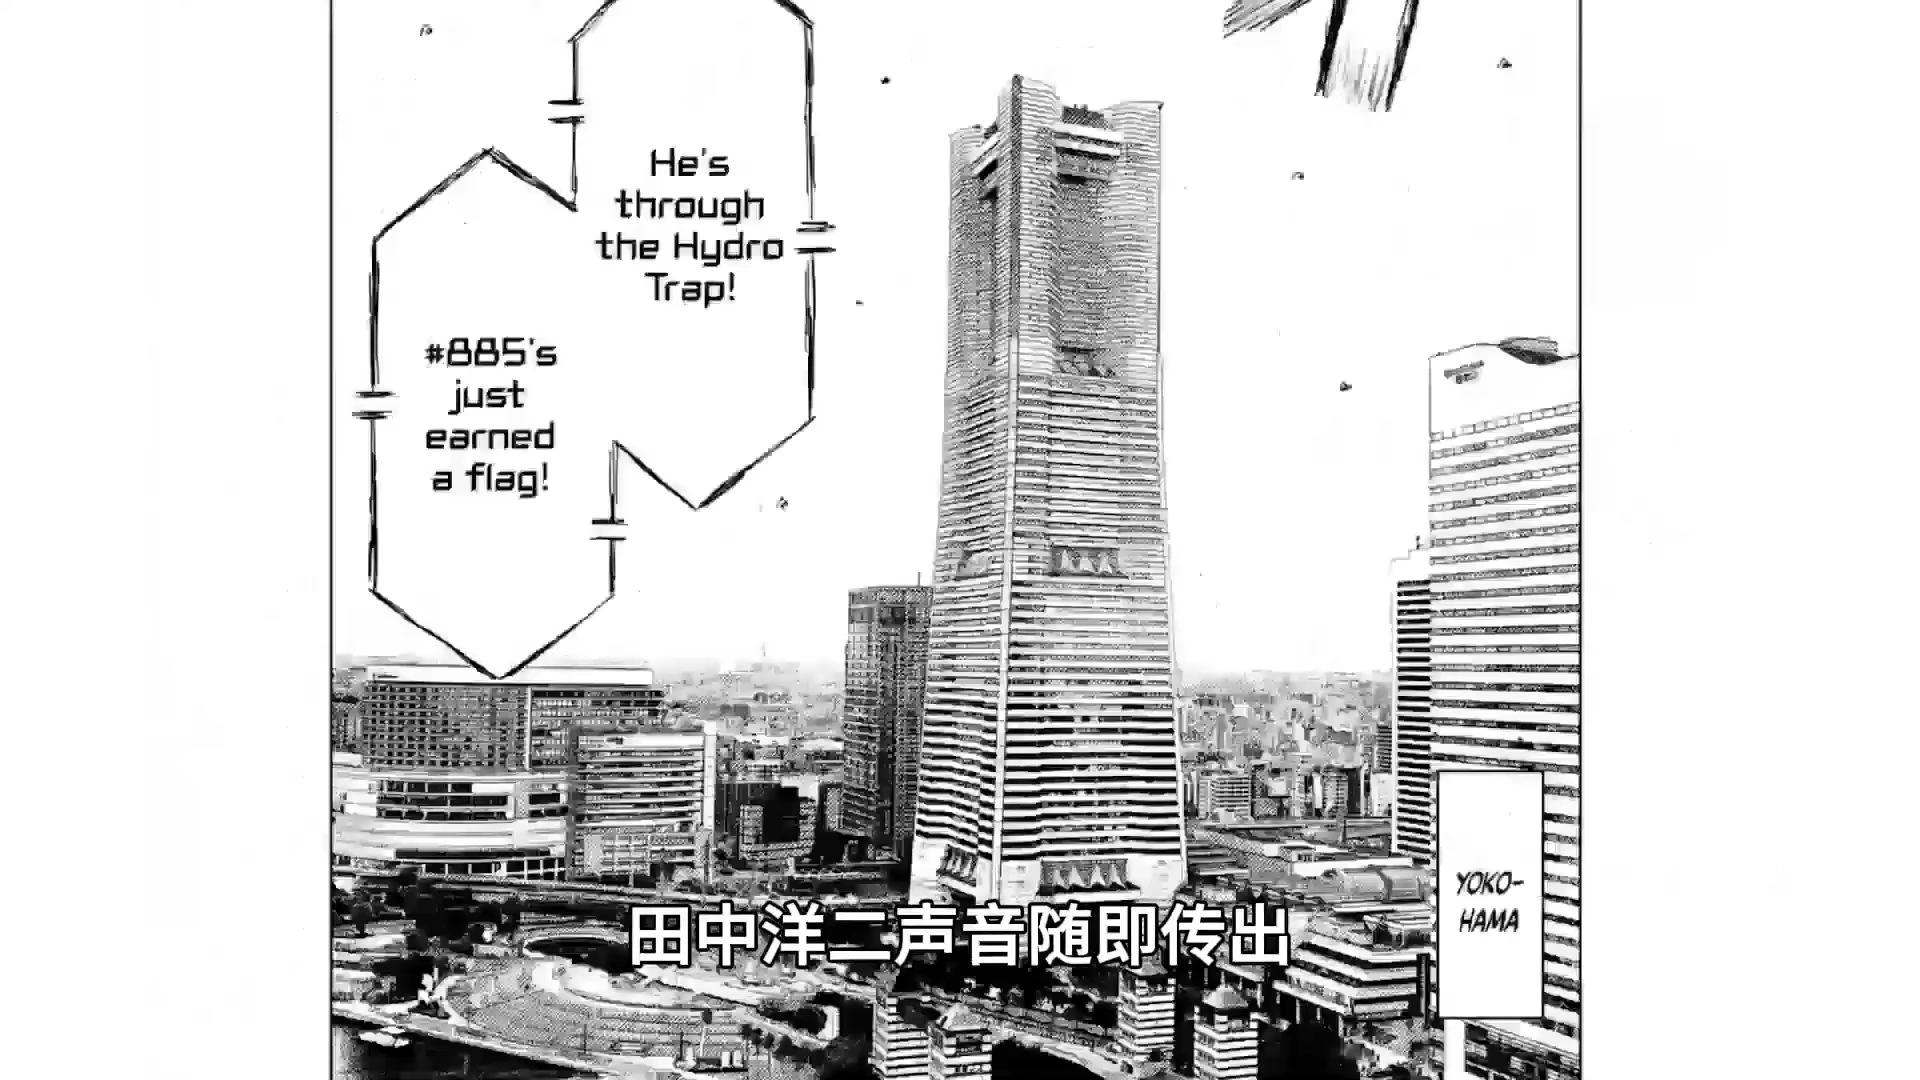 He's
through
the Hydro
Trap!
#885's
just
earned
a flag!
YOKO-
HAMA
田中洋二声音随即传出